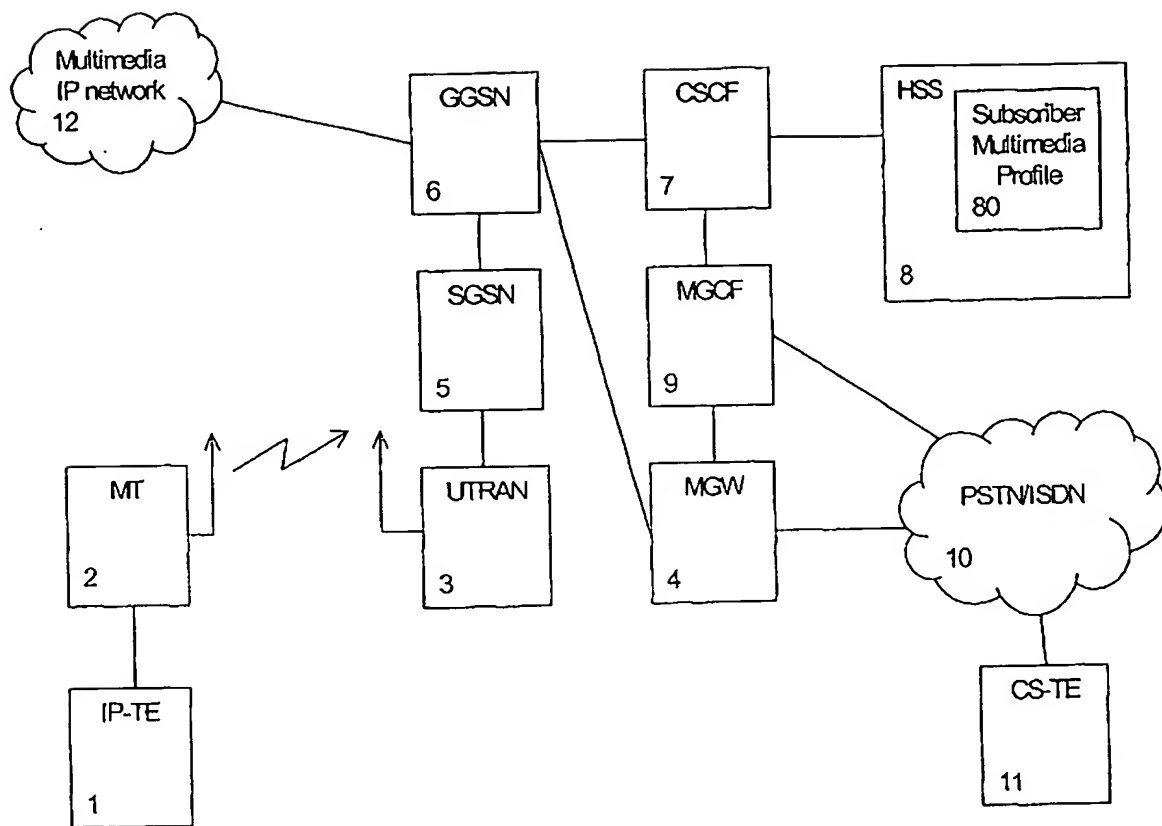 Multimedia
IP network
12
GGSN
6
CSCF
7
HSS
Subscriber
Multimedia
Profile
80
8
SGSN
5
MGCF
9
MT
2
UTRAN
3
MGW
4
PSTN/ISDN
10
IP-TE
1
CS-TE
11